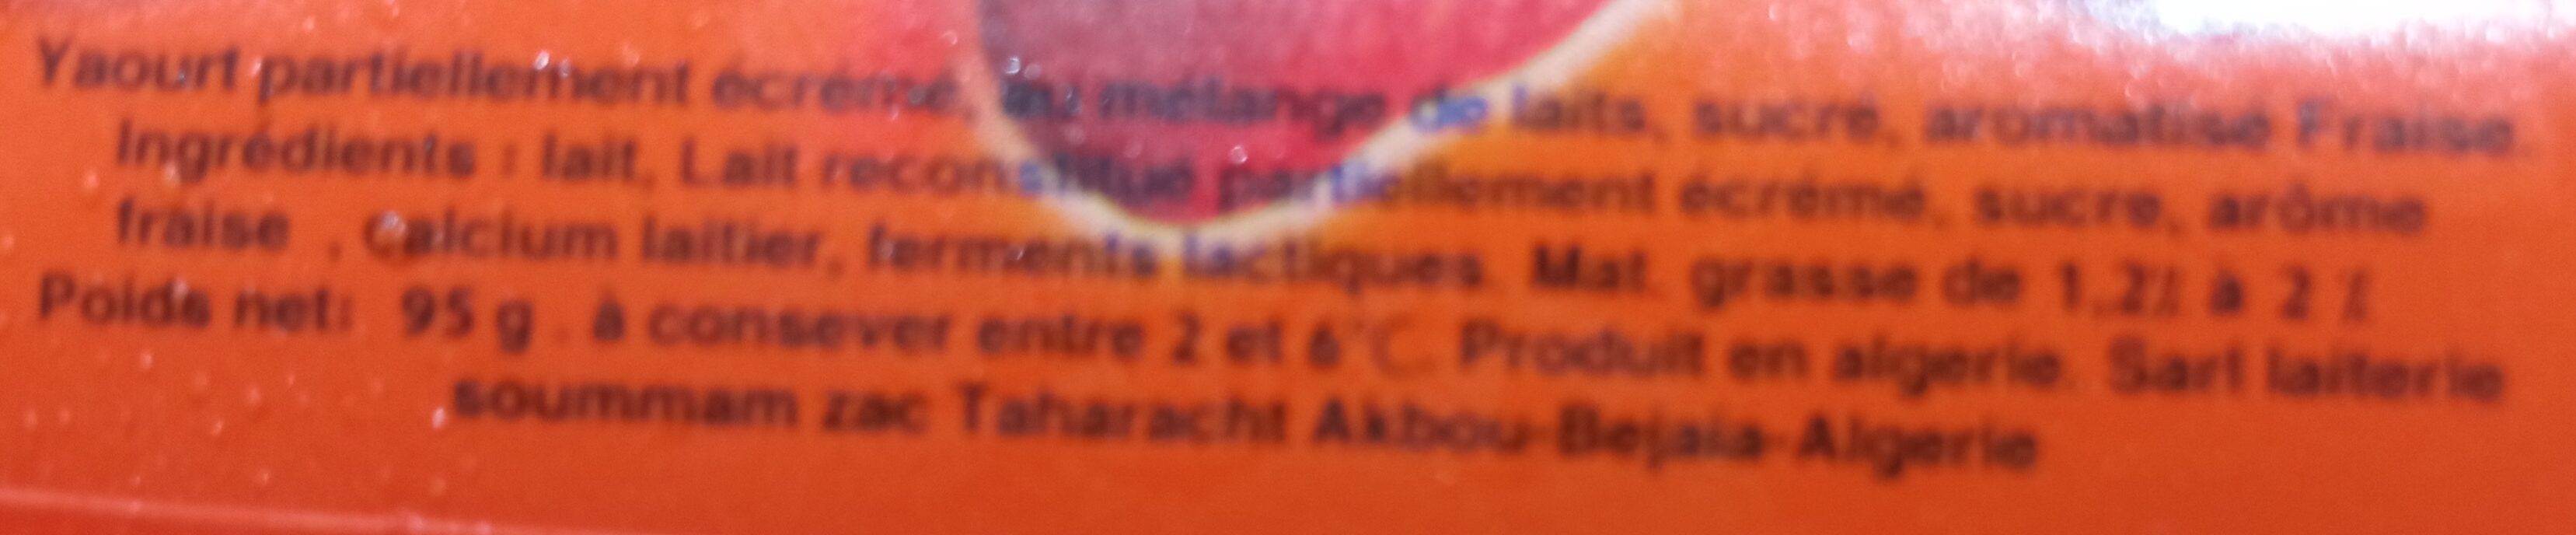 Yaourt partiellement écrémé, au mélange de laits, sucré, aromatisé Fraise.
Ingrédients : lait, Lait reconstitué partiellement écrémé, sucre, arôme
fraise , calcium laitier, ferments lactiques. Mat. grasse de 1,2% à 2 %
Poids net: 95 g . à consever entre 2 et 6°C. Produit en algerie. Sarl laiterie
soummam zac Taharacht Akbou-Bejaia-Algerie